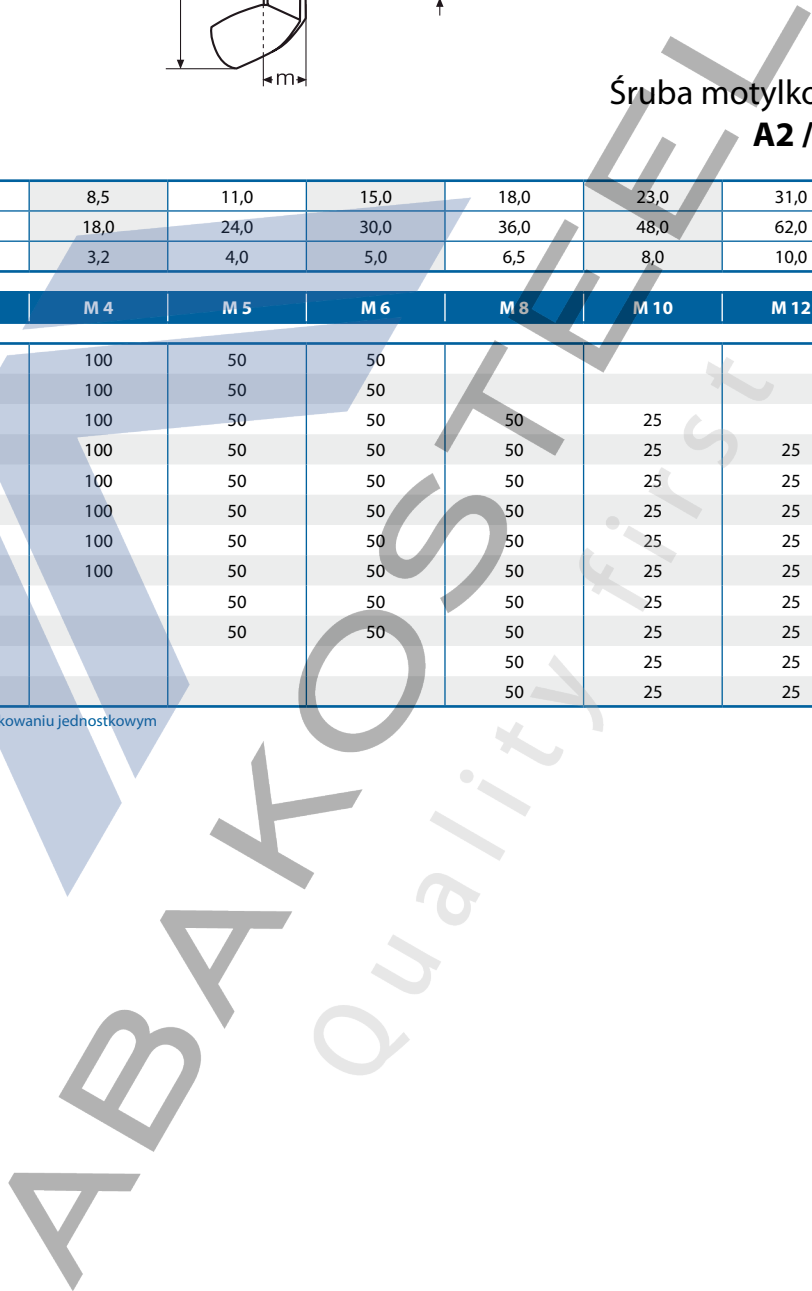 m
Śruba motylko
A2 /
8,5 11,0 15,0 18,0 23,0 31,0
18,0 24,0 30,0 36,0 48,0 62,0
3,2 4,0 5,0 6,5 8,0 10,0
M 4 M 5 M 6 M 8 M 10 M 12
100 50 50
100 50 50
100 50 50 50 25
100 50 50 50 25 25
100 50 50 50 25 25
100 50 50 50 25 25
100 50 50 50 25 25
100 50 50 50 25 25
50 50 50 25 25
50 50 50 25 25
50 25 25
50 25 25
kowaniu jednostkowym
ABAKOSTEEL
Quality first